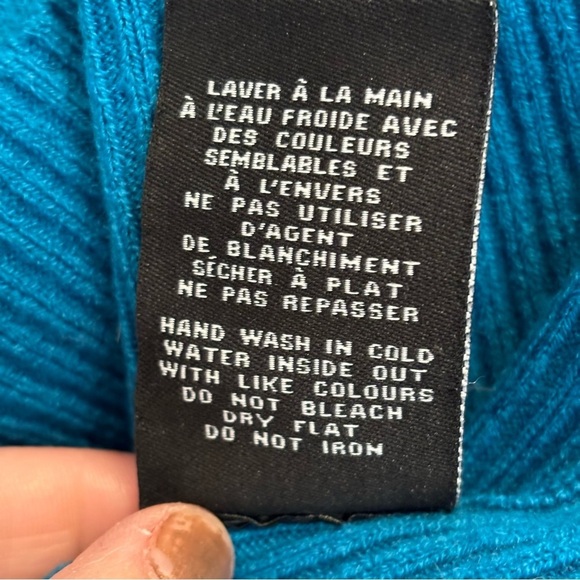 LAVER À LA MAIN
À L'EAU FROIDE AVEC
DES COULEURS
SEMBLABLES ET
À L'ENVERS
NE PAS UTILISER
D'AGENT
DE BLANCHIMENT
SÉCHER À PLAT
NE PAS REPASSER
HAND WASH IN COLD
WATER INSIDE OUT
WITH LIKE COLOURS
DO NOT BLEACH
DRY FLAT
DO NOT IRON